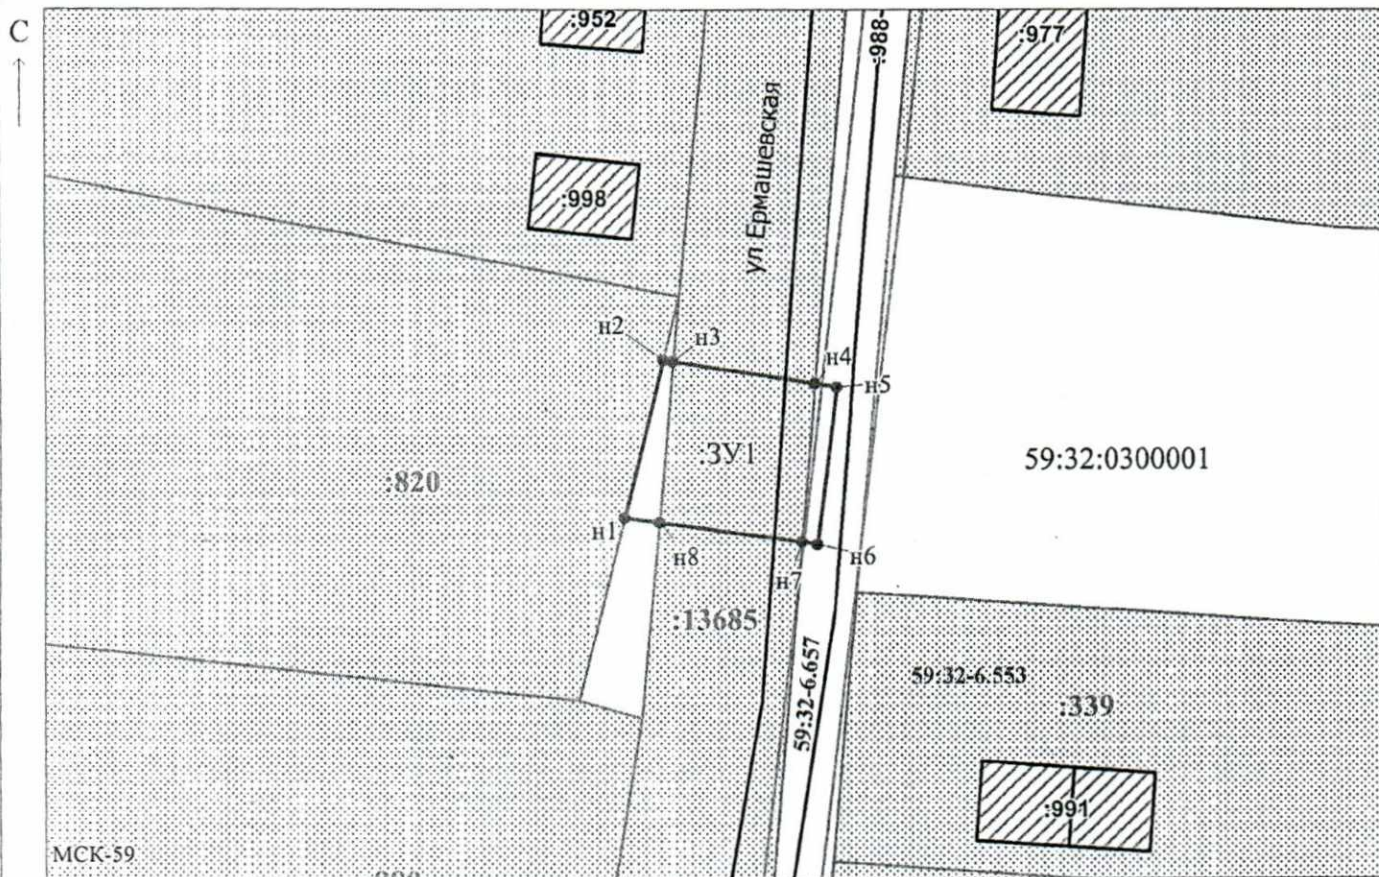 С
:952
:988
:977
ул Ермашевская
:998
н2
н3
н4
н5
:ЗУ1
59:32:0300001
:820
н1
н8
н7
н6
:13685
59:32-6.657
59:32-6.553
:339
:991
МСК-59